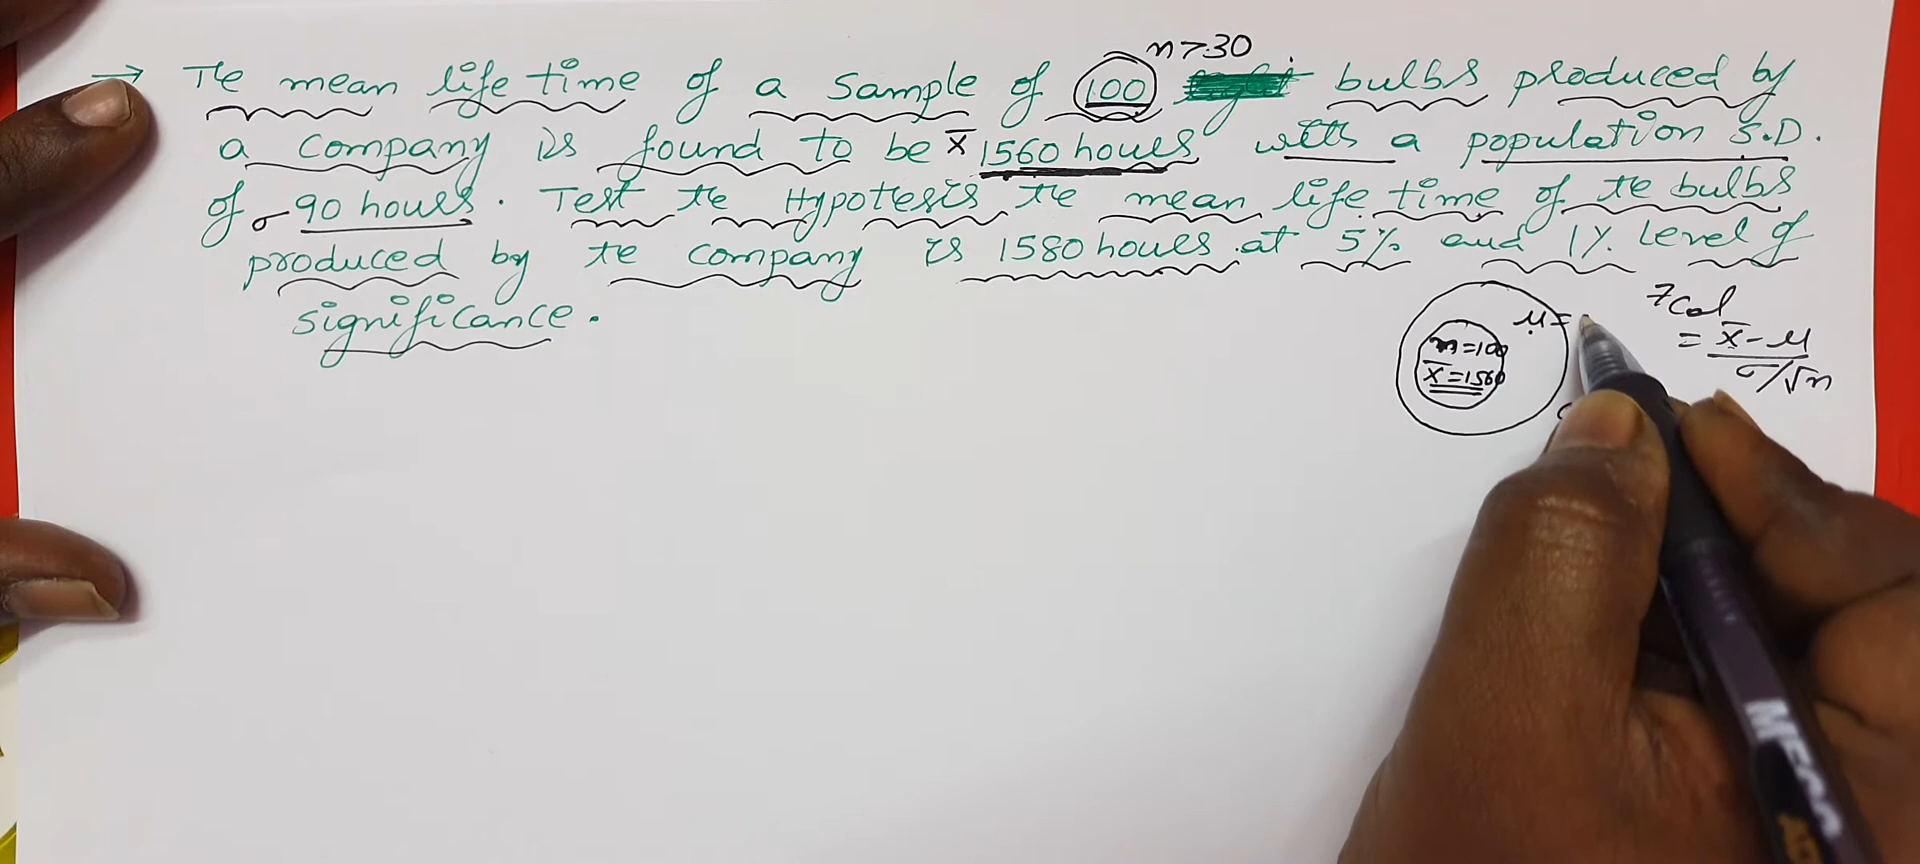 n>30
→ Te mean life time of a sample of 100 bulbs produced by
a company is found to be x̄ 1560 hours with a population S.D.
of σ 90 hours. Test te Hypotesis te mean life time of te bulbs
produced by te company is 1580 hours at 5% and 1% level of
significance.
μ =
n = 100
x̄ = 1560
Zcal
= x̄ - μ
σ/√n